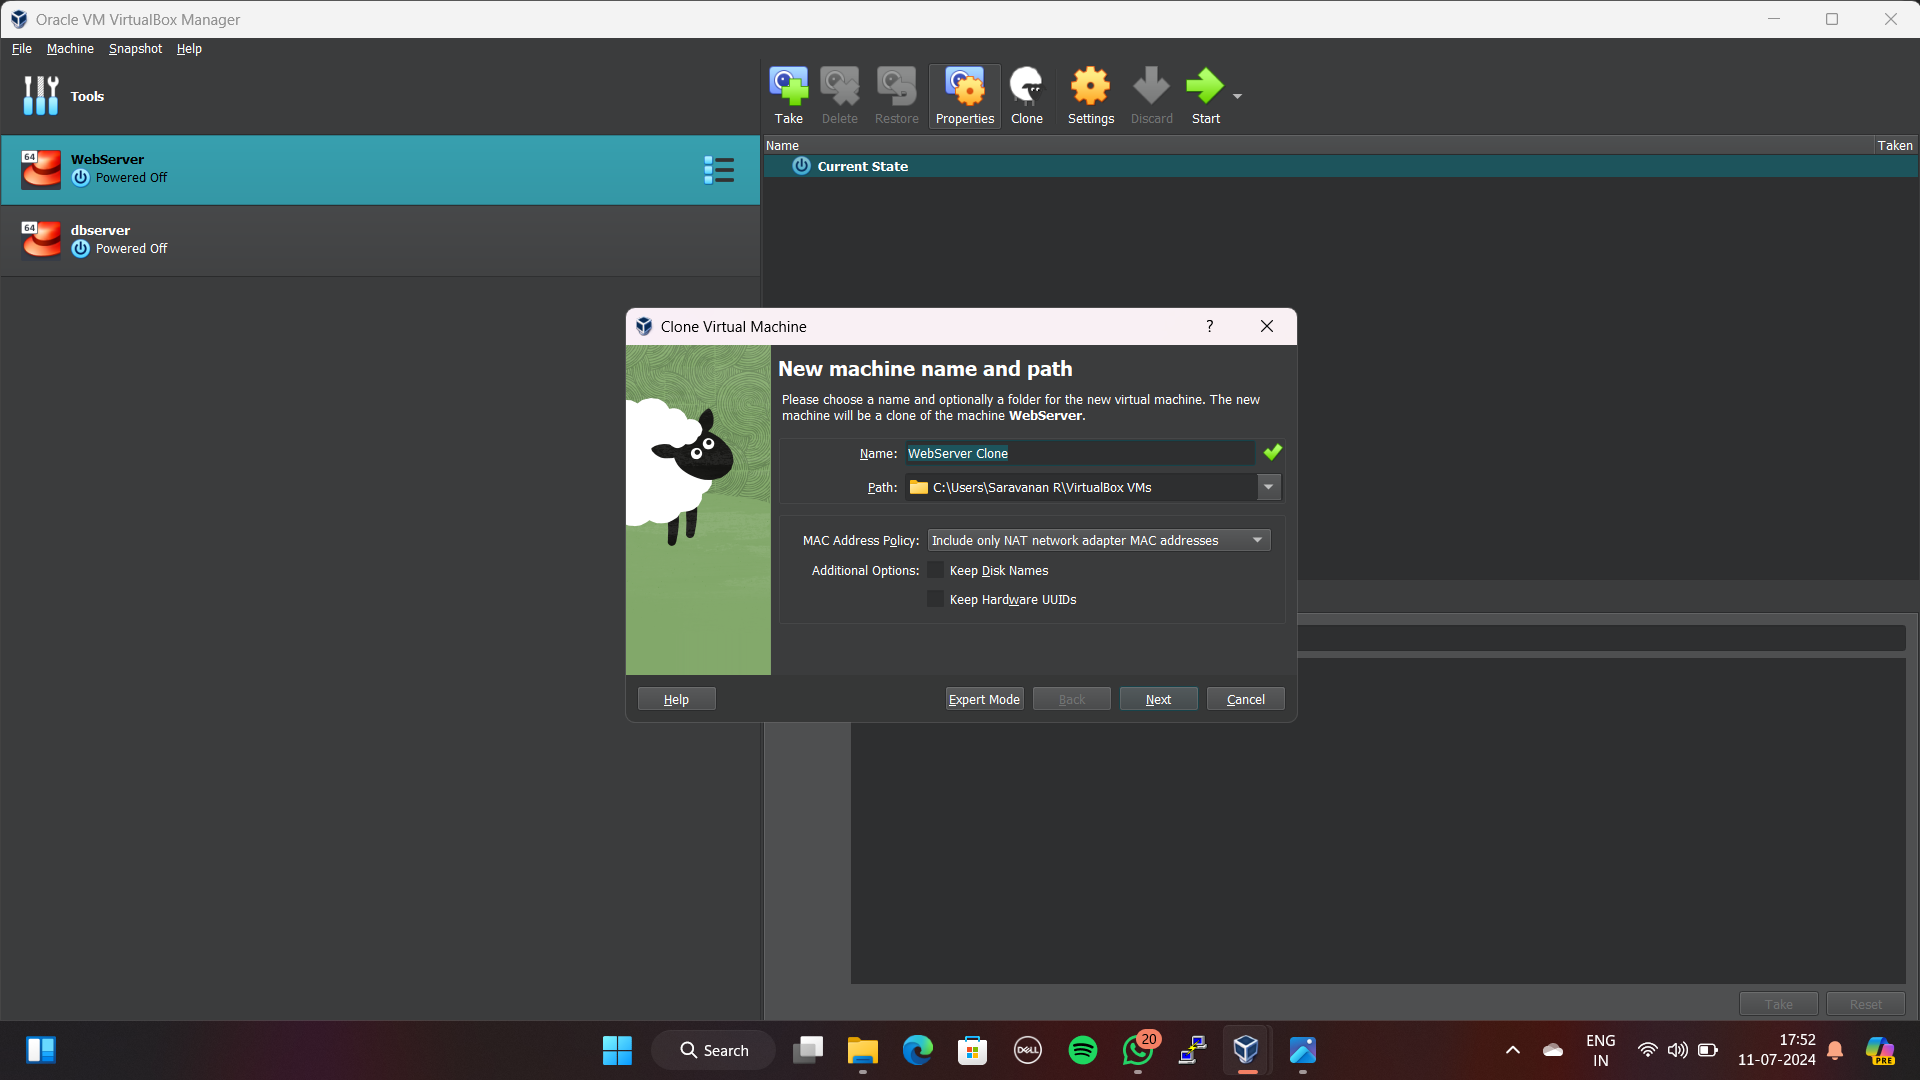 Oracle VM VirtualBox Manager
File Machine Snapshot Help
Tools
Take Delete Restore Properties Clone Settings Discard Start
64
WebServer
Powered Off
64
dbserver
Powered Off
Name Taken
Current State
Clone Virtual Machine ?
New machine name and path
Please choose a name and optionally a folder for the new virtual machine. The new
machine will be a clone of the machine WebServer.
Name: WebServer Clone
Path: C:\Users\Saravanan R\VirtualBox VMs
MAC Address Policy: Include only NAT network adapter MAC addresses
Additional Options: Keep Disk Names
Keep Hardware UUIDs
Help Expert Mode Back Next Cancel
Take Reset
Search
DELL
20
ENG
IN
17:52
11-07-2024
PRE